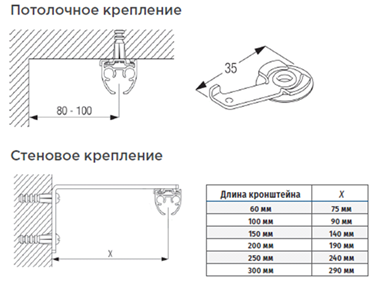 Потолочное крепление
35
80 - 100
Стеновое крепление
X
Длина кронштейна X
60 мм 75 мм
100 мм 90 мм
150 мм 140 мм
200 мм 190 мм
250 мм 240 мм
300 мм 290 мм